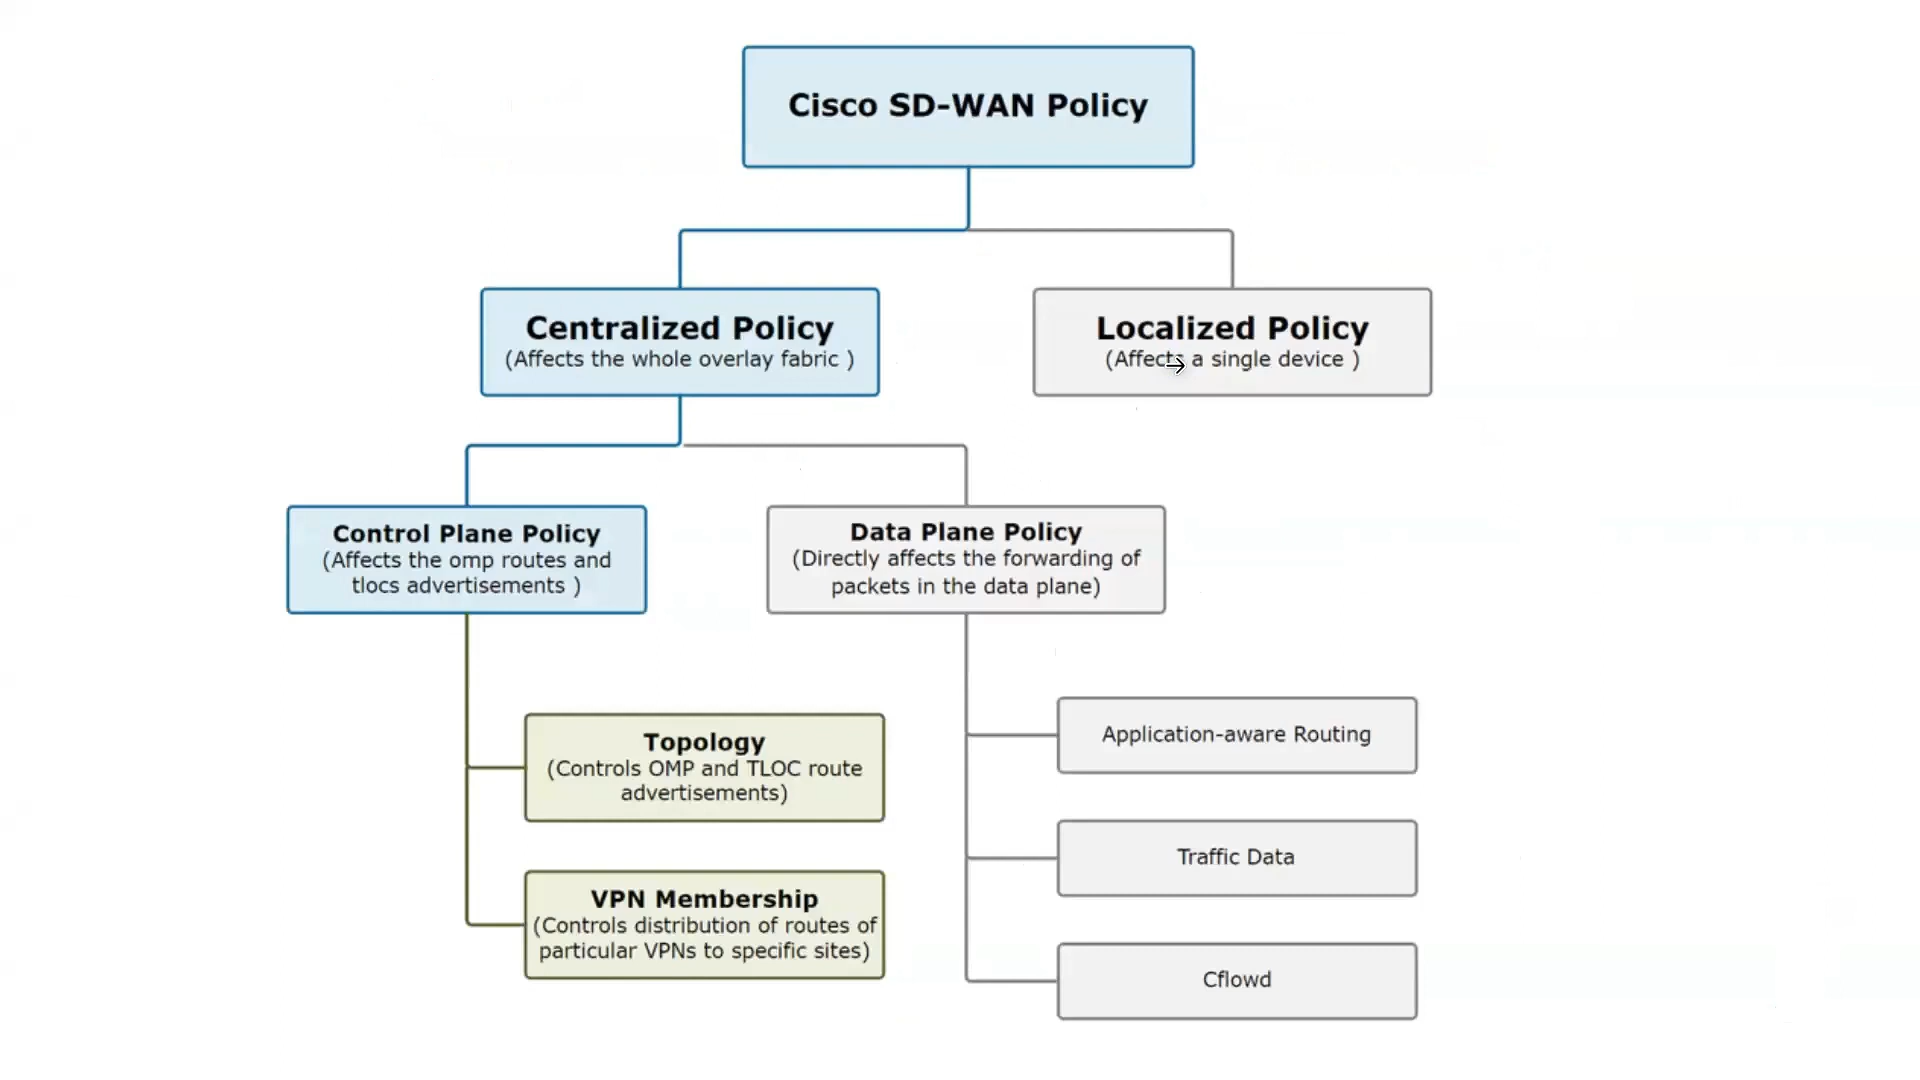 Cisco SD-WAN Policy
Centralized Policy
(Affects the whole overlay fabric )
Localized Policy
(Affects a single device )
Control Plane Policy
(Affects the omp routes and
tlocs advertisements )
Data Plane Policy
(Directly affects the forwarding of
packets in the data plane)
Topology
(Controls OMP and TLOC route
advertisements)
VPN Membership
(Controls distribution of routes of
particular VPNs to specific sites)
Application-aware Routing
Traffic Data
Cflowd